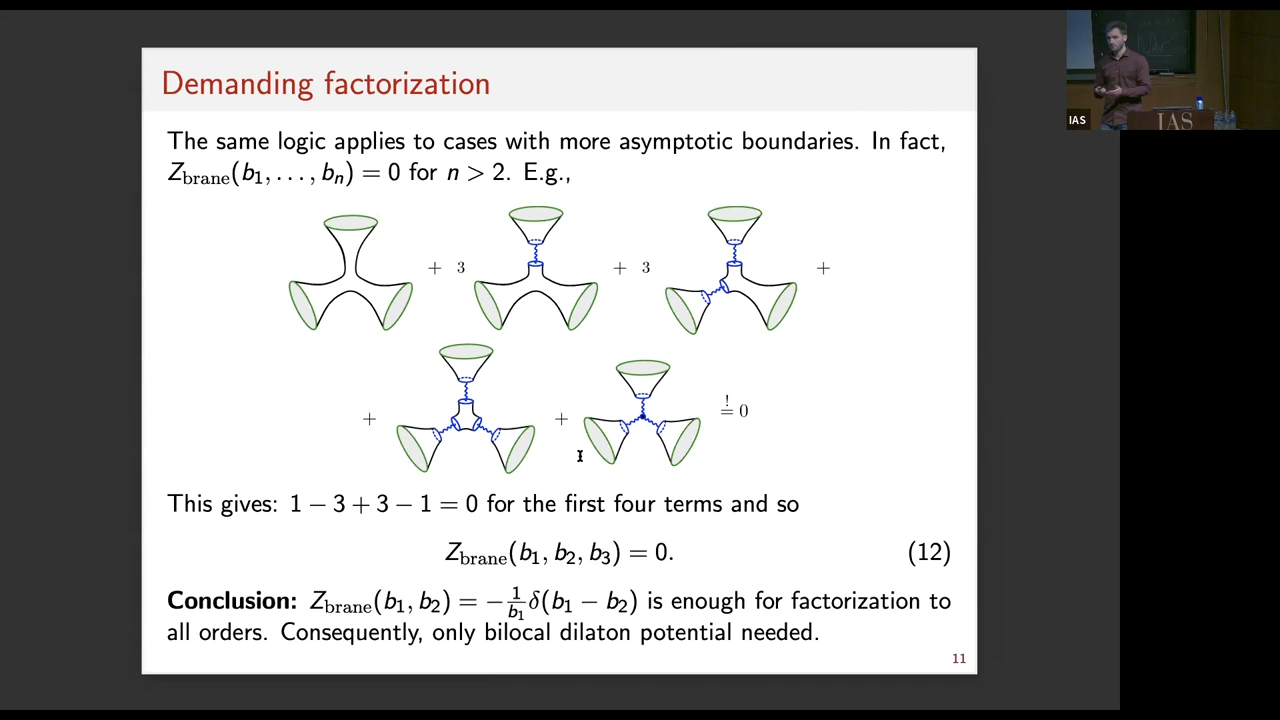 Demanding factorization
The same logic applies to cases with more asymptotic boundaries. In fact,
Z_brane(b_1, . . . , b_n) = 0 for n > 2. E.g.,
+ 3 + 3 +
+ + =! 0
This gives: 1 − 3 + 3 − 1 = 0 for the first four terms and so
Z_brane(b_1, b_2, b_3) = 0. (12)
Conclusion: Z_brane(b_1, b_2) = −1/b_1 δ(b_1 − b_2) is enough for factorization to
all orders. Consequently, only bilocal dilaton potential needed.
11
IAS
IAS